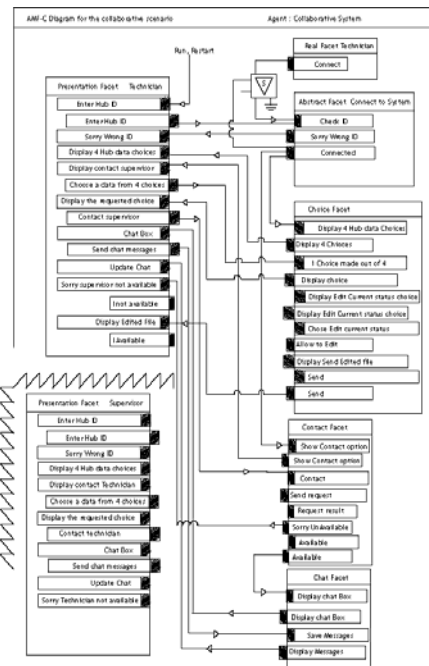 AMF-C Diagram for the collaborative scenario
Agent : Collaborative System
Run, Restart
Real Facet Technician
Connect
Presentation Facet Technician
Enter Hub ID
Enter Hub ID
Sorry Wrong ID
Display 4 Hub data choices
Display contact supervisor
Choose a data from 4 choices
Display the requested choice
Contact supervisor
Chat Box
Send chat messages
Update Chat
Sorry supervisor not available
I not available
Display Edited File
I Available
S
Abstract Facet Connect to System
Check ID
Sorry Wrong ID
Connected
Choice Facet
Display 4 Hub data Choices
Display 4 Choices
1 Choice made out of 4
Display choice
Display Edit Current status choice
Display Edit Current status choice
Chose Edit current status
Allow to Edit
Display Send Edited file
Send
Send
Presentation Facet Supervisor
Enter Hub ID
Enter Hub ID
Sorry Wrong ID
Display 4 Hub data choices
Display contact Technician
Choose a data from 4 choices
Display the requested choice
Contact technician
Chat Box
Send chat messages
Update Chat
Sorry Technician not available
Contact Facet
Show Contact option
Show Contact option
Contact
Send request
Request result
Sorry UnAvailable
Available
Available
Chat Facet
Display chat Box
Display chat Box
Save Messages
Display Messages